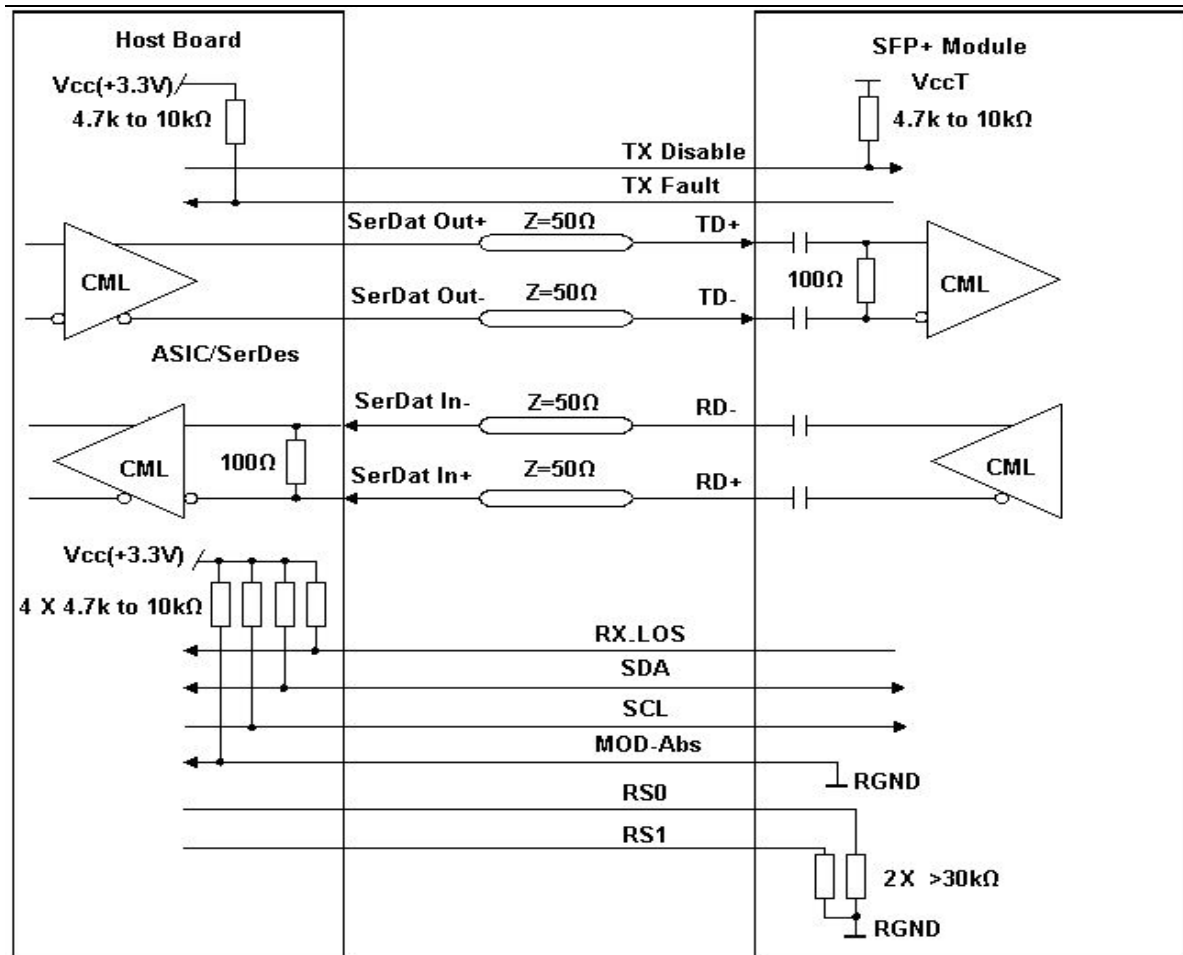 Host Board
SFP+ Module
Vcc(+3.3V)
VccT
4.7k to 10kΩ
4.7k to 10kΩ
TX Disable
TX Fault
SerDat Out+
Z=50Ω
TD+
CML
100Ω
CML
SerDat Out-
Z=50Ω
TD-
ASIC/SerDes
SerDat In-
Z=50Ω
RD-
CML
100Ω
SerDat In+
Z=50Ω
RD+
CML
Vcc(+3.3V)
4 X 4.7k to 10kΩ
RX-LOS
SDA
SCL
MOD-Abs
RGND
RS0
RS1
2X >30kΩ
RGND